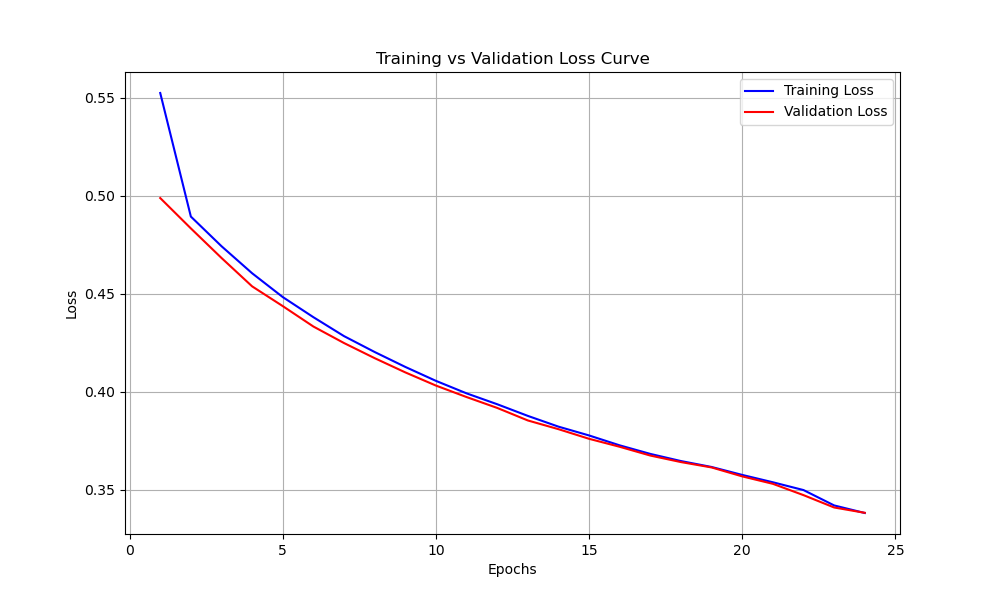 Training vs Validation Loss Curve
Training Loss
Validation Loss
0.55
0.50
0.45
0.40
0.35
Loss
0
5
10
15
20
25
Epochs